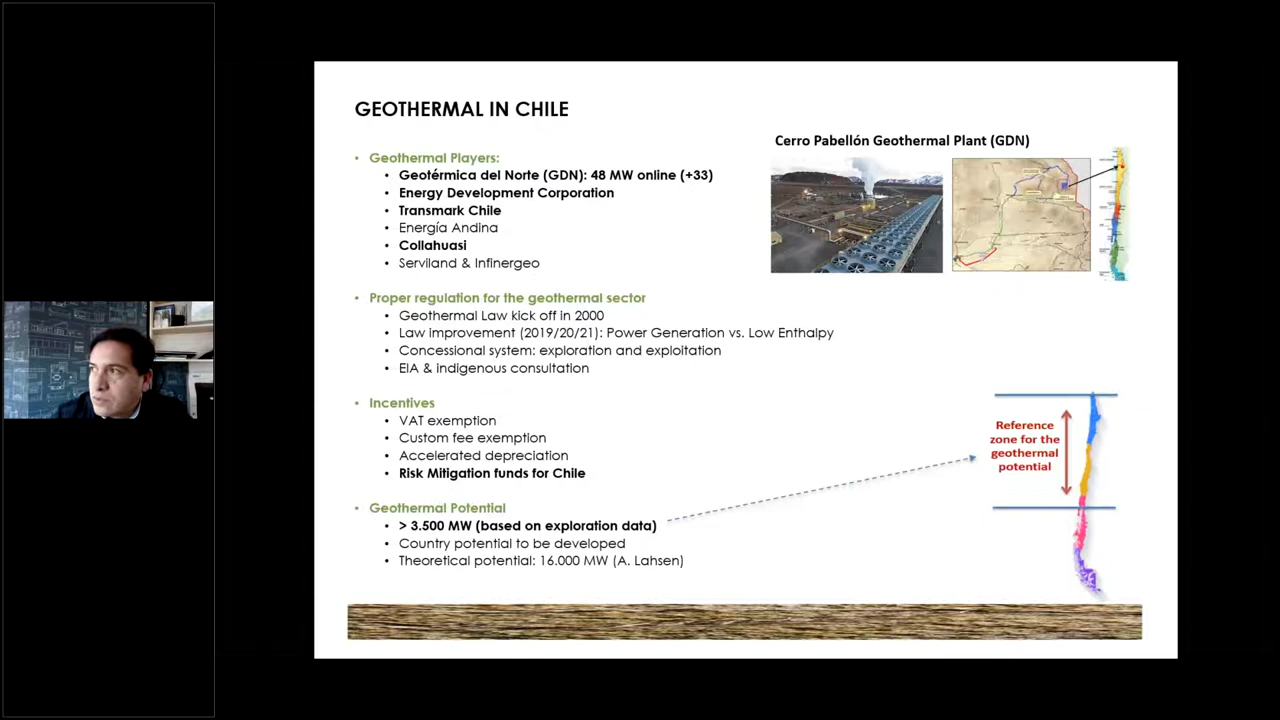 GEOTHERMAL IN CHILE
Cerro Pabellón Geothermal Plant (GDN)
• Geothermal Players:
• Geotérmica del Norte (GDN): 48 MW online (+33)
• Energy Development Corporation
• Transmark Chile
• Energía Andina
• Collahuasi
• Serviland & Infinergeo
• Proper regulation for the geothermal sector
• Geothermal Law kick off in 2000
• Law improvement (2019/20/21): Power Generation vs. Low Enthalpy
• Concessional system: exploration and exploitation
• EIA & indigenous consultation
• Incentives
• VAT exemption
• Custom fee exemption
• Accelerated depreciation
• Risk Mitigation funds for Chile
• Geothermal Potential
• > 3.500 MW (based on exploration data)
• Country potential to be developed
• Theoretical potential: 16.000 MW (A. Lahsen)
Reference
zone for the
geothermal
potential